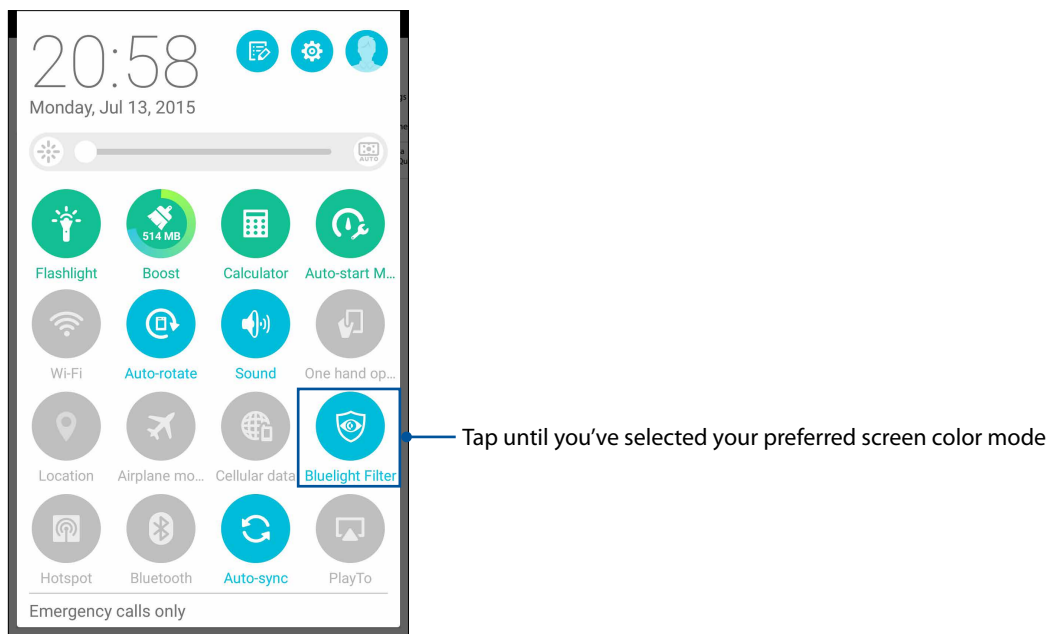 20:58
Monday, Jul 13, 2015
AUTO
514 MB
Flashlight Boost Calculator Auto-start M...
Wi-Fi Auto-rotate Sound One hand op...
Tap until you’ve selected your preferred screen color mode
Location Airplane mo... Cellular data Bluelight Filter
Hotspot Bluetooth Auto-sync PlayTo
Emergency calls only